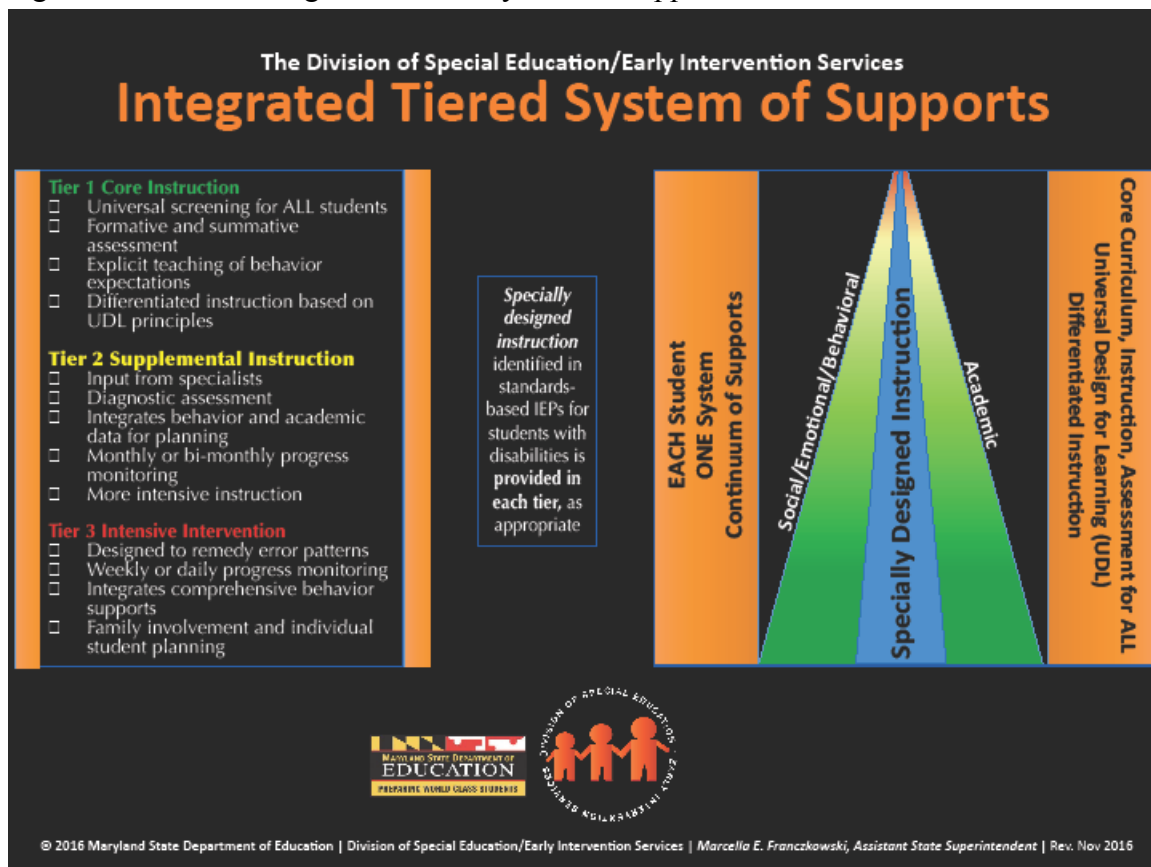 The Division of Special Education/Early Intervention Services
Integrated Tiered System of Supports
Tier 1 Core Instruction
Universal screening for ALL students
Formative and summative
assessment
Explicit teaching of behavior
expectations
Differentiated instruction based on
UDL principles
Tier 2 Supplemental Instruction
Input from specialists
Diagnostic assessment
Integrates behavior and academic
data for planning
Monthly or bi-monthly progress
monitoring
More intensive instruction
Tier 3 Intensive Intervention
Designed to remedy error patterns
Weekly or daily progress monitoring
Integrates comprehensive behavior
supports
Family involvement and individual
student planning
Specially
designed
instruction
identified in
standards-
based IEPs for
students with
disabilities is
provided in
each tier, as
appropriate
EACH Student
ONE System
Continuum of Supports
Social/Emotional/Behavioral
Specially Designed Instruction
Academic
Core Curriculum, Instruction, Assessment for ALL
Universal Design for Learning (UDL)
Differentiated Instruction
MARYLAND STATE DEPARTMENT OF
EDUCATION
PREPARING WORLD CLASS STUDENTS
DIVISION OF SPECIAL EDUCATION · EARLY INTERVENTION SERVICES
© 2016 Maryland State Department of Education | Division of Special Education/Early Intervention Services | Marcella E. Franczkowski, Assistant State Superintendent | Rev. Nov 2016